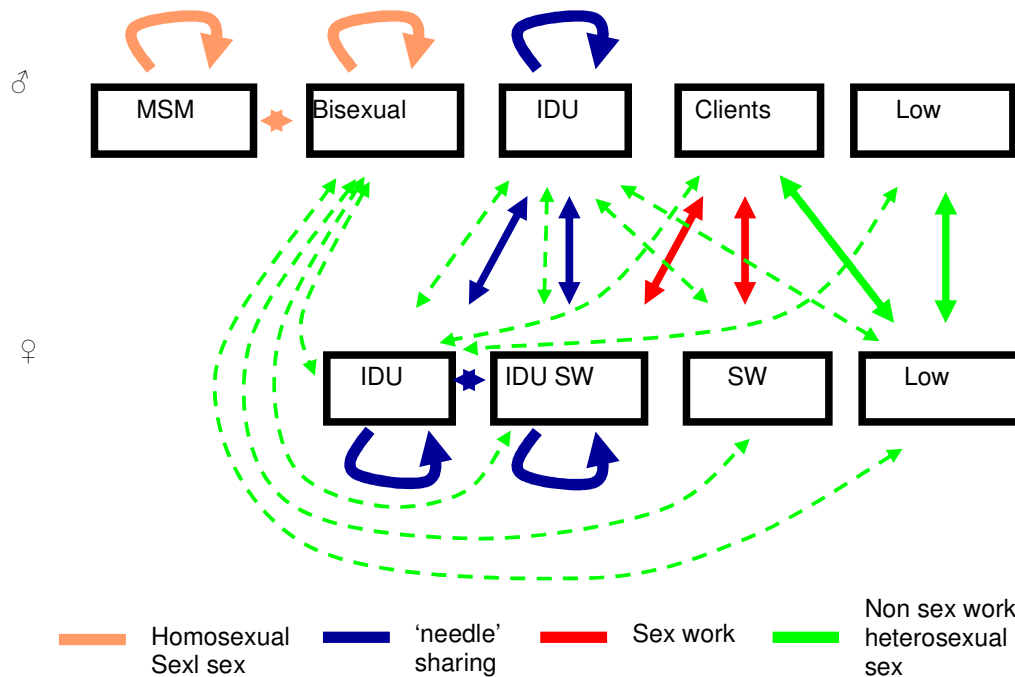 ♂
MSM
Bisexual
IDU
Clients
Low
♀
IDU
IDU SW
SW
Low
Homosexual
Sexl sex
‘needle’
sharing
Sex work
Non sex work
heterosexual
sex